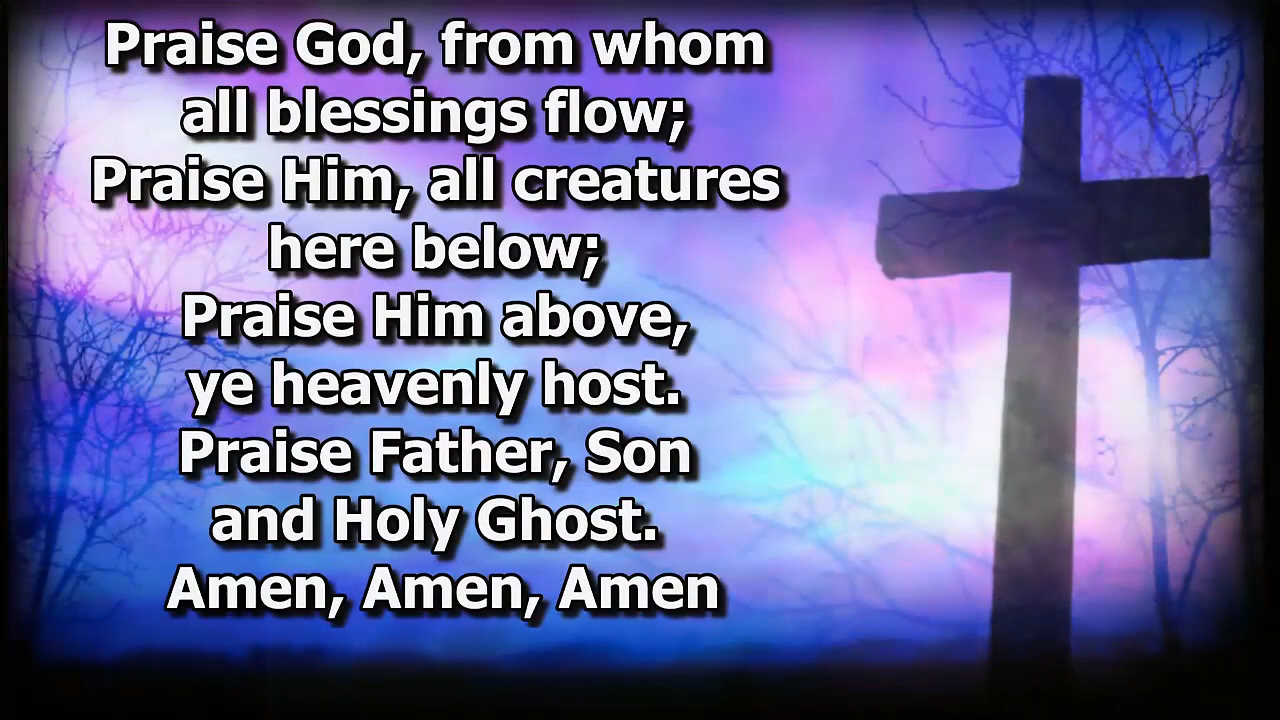 Praise God, from whom
all blessings flow;
Praise Him, all creatures
here below;
Praise Him above,
ye heavenly host.
Praise Father, Son
and Holy Ghost.
Amen, Amen, Amen